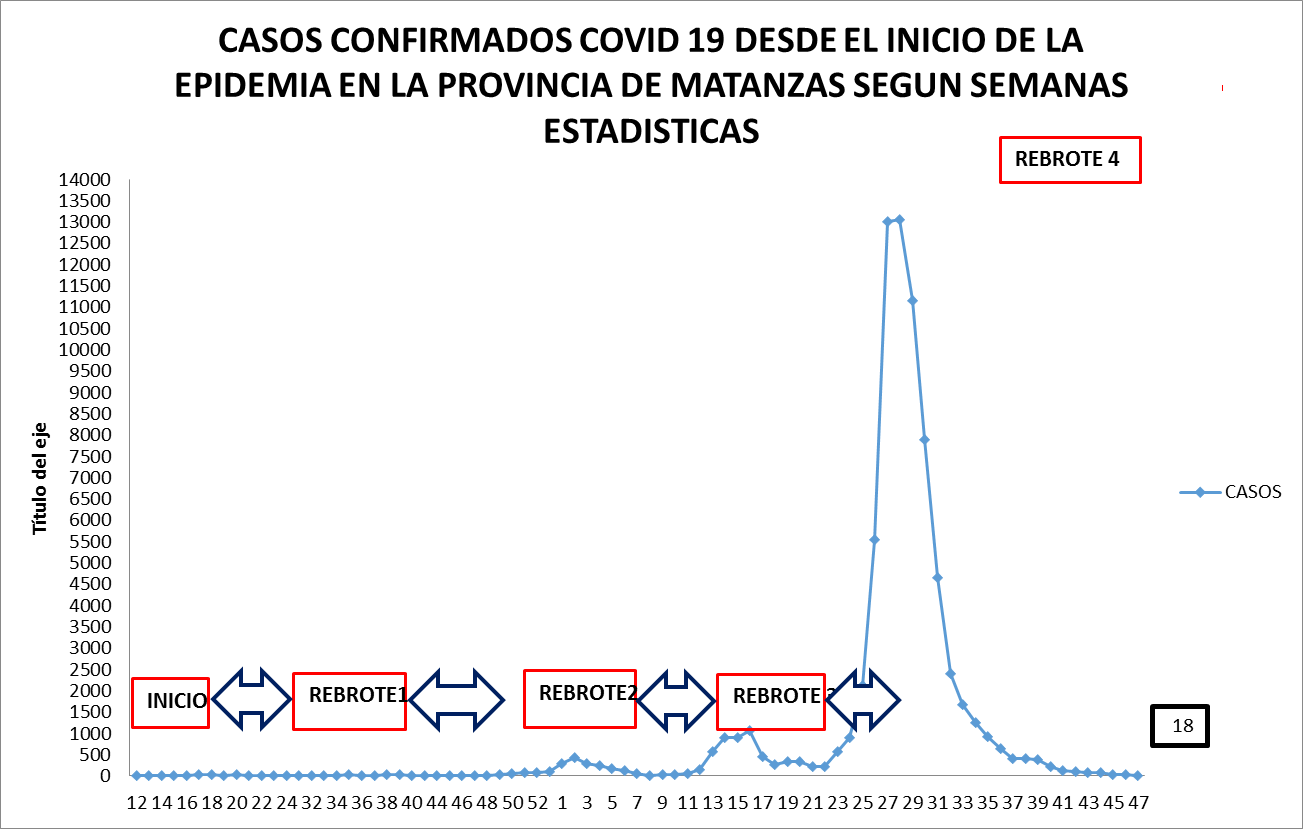 CASOS CONFIRMADOS COVID 19 DESDE EL INICIO DE LA
EPIDEMIA EN LA PROVINCIA DE MATANZAS SEGUN SEMANAS
ESTADISTICAS
REBROTE 4
14000
13500
13000
12500
12000
11500
11000
10500
10000
9500
9000
8500
8000
7500
7000
6500
6000
5500
5000
4500
4000
3500
3000
2500
2000
1500
1000
500
0
Título del eje
CASOS
INICIO
REBROTE1
REBROTE2
REBROTE 3
18
12 14 16 18 20 22 24 32 34 36 38 40 44 46 48 50 52 1 3 5 7 9 11 13 15 17 19 21 23 25 27 29 31 33 35 37 39 41 43 45 47